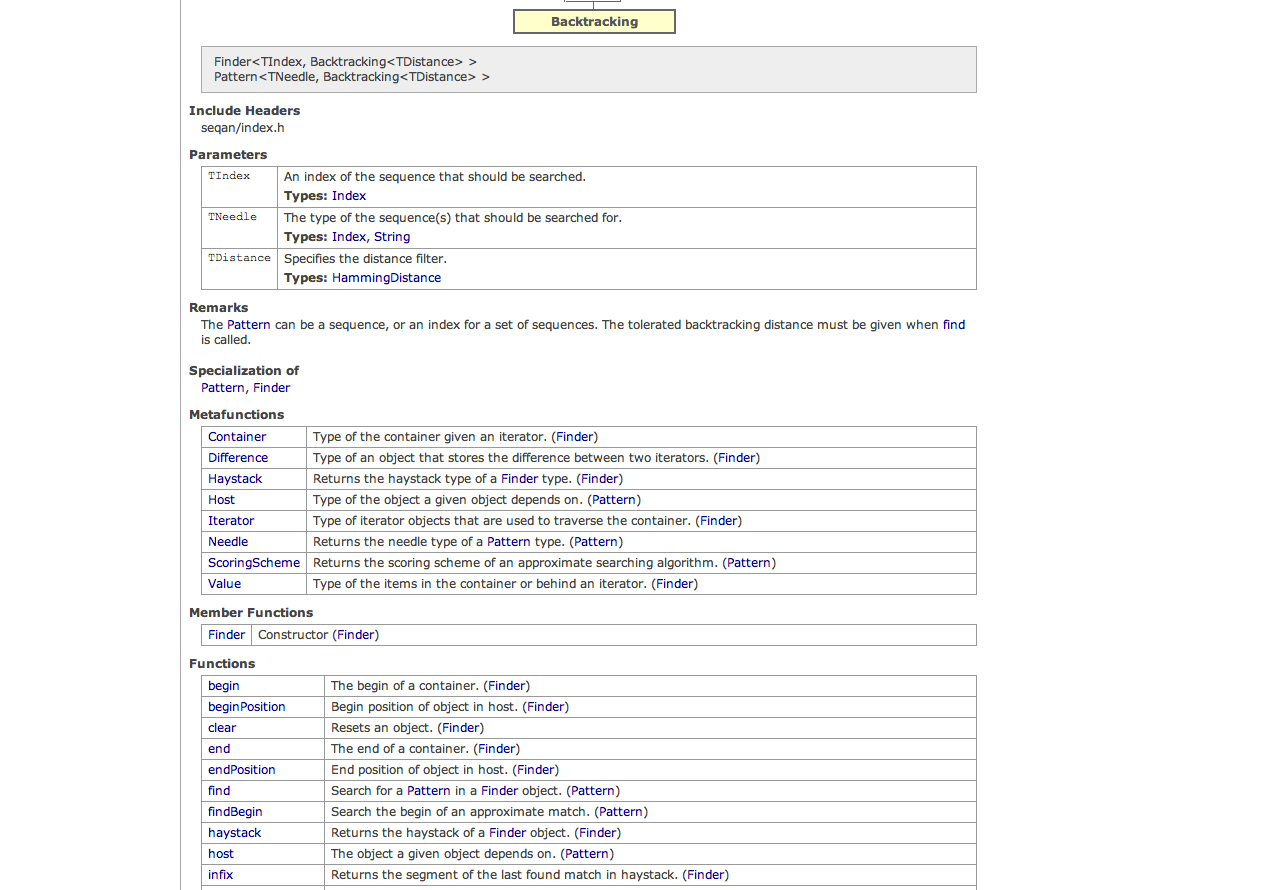 Backtracking
Finder<TIndex, Backtracking<TDistance> >
Pattern<TNeedle, Backtracking<TDistance> >
Include Headers
seqan/index.h
Parameters
TIndex An index of the sequence that should be searched.
Types: Index
TNeedle The type of the sequence(s) that should be searched for.
Types: Index, String
TDistance Specifies the distance filter.
Types: HammingDistance
Remarks
The Pattern can be a sequence, or an index for a set of sequences. The tolerated backtracking distance must be given when find
is called.
Specialization of
Pattern, Finder
Metafunctions
Container Type of the container given an iterator. (Finder)
Difference Type of an object that stores the difference between two iterators. (Finder)
Haystack Returns the haystack type of a Finder type. (Finder)
Host Type of the object a given object depends on. (Pattern)
Iterator Type of iterator objects that are used to traverse the container. (Finder)
Needle Returns the needle type of a Pattern type. (Pattern)
ScoringScheme Returns the scoring scheme of an approximate searching algorithm. (Pattern)
Value Type of the items in the container or behind an iterator. (Finder)
Member Functions
Finder Constructor (Finder)
Functions
begin The begin of a container. (Finder)
beginPosition Begin position of object in host. (Finder)
clear Resets an object. (Finder)
end The end of a container. (Finder)
endPosition End position of object in host. (Finder)
find Search for a Pattern in a Finder object. (Pattern)
findBegin Search the begin of an approximate match. (Pattern)
haystack Returns the haystack of a Finder object. (Finder)
host The object a given object depends on. (Pattern)
infix Returns the segment of the last found match in haystack. (Finder)